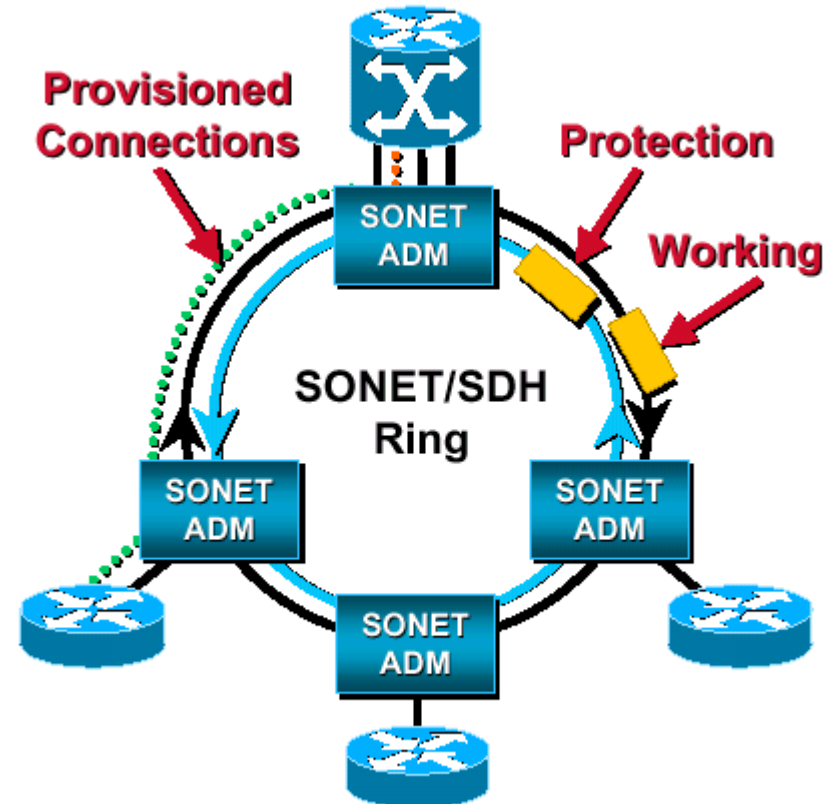 Provisioned
Connections
Protection
Working
SONET
ADM
SONET/SDH
Ring
SONET
ADM
SONET
ADM
SONET
ADM